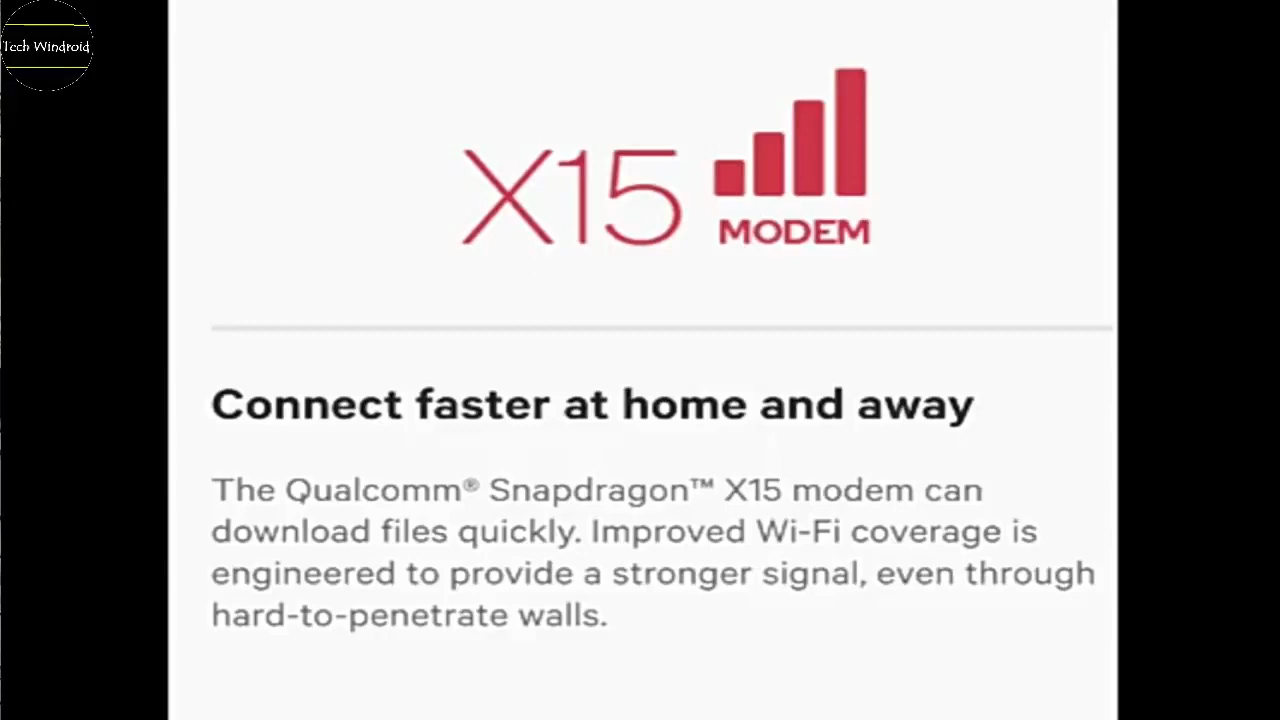 Tech Windroid
X15
MODEM
Connect faster at home and away
The Qualcomm® Snapdragon™ X15 modem can
download files quickly. Improved Wi-Fi coverage is
engineered to provide a stronger signal, even through
hard-to-penetrate walls.